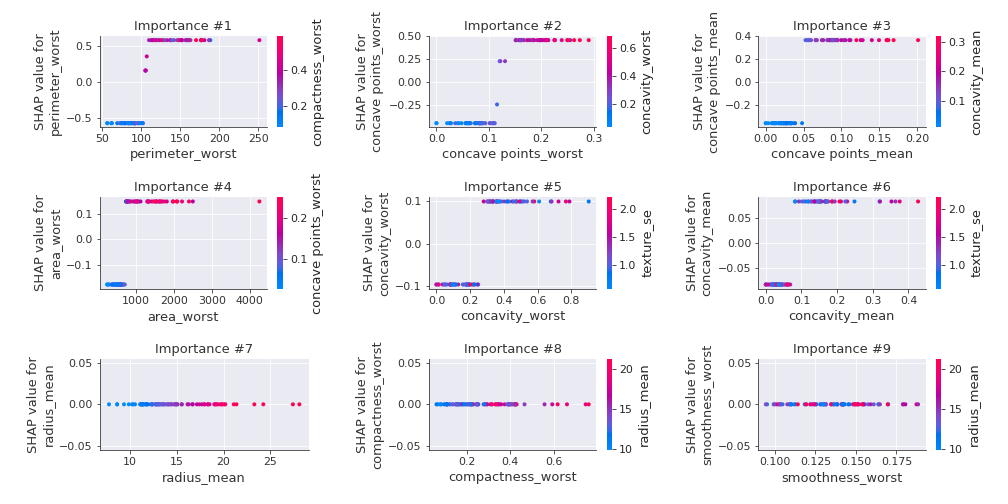 Importance #1
SHAP value for
perimeter_worst
0.5
0.0
−0.5
50
100
150
200
250
perimeter_worst
0.4
0.2
compactness_worst
Importance #2
SHAP value for
concave points_worst
0.50
0.25
0.00
−0.25
0.0
0.1
0.2
0.3
concave points_worst
0.6
0.4
0.2
concavity_worst
Importance #3
SHAP value for
concave points_mean
0.4
0.2
0.0
−0.2
0.00
0.05
0.10
0.15
0.20
concave points_mean
0.3
0.2
0.1
concavity_mean
Importance #4
SHAP value for
area_worst
0.1
0.0
−0.1
1000
2000
3000
4000
area_worst
0.2
0.1
concave points_worst
Importance #5
SHAP value for
concavity_worst
0.1
0.0
−0.1
0.0
0.2
0.4
0.6
0.8
concavity_worst
2.0
1.5
1.0
texture_se
Importance #6
SHAP value for
concavity_mean
0.05
0.00
−0.05
0.0
0.1
0.2
0.3
0.4
concavity_mean
2.0
1.5
1.0
texture_se
Importance #7
SHAP value for
radius_mean
0.05
0.00
−0.05
10
15
20
25
radius_mean
Importance #8
SHAP value for
compactness_worst
0.05
0.00
−0.05
0.2
0.4
0.6
compactness_worst
20
15
10
radius_mean
Importance #9
SHAP value for
smoothness_worst
0.05
0.00
−0.05
0.100
0.125
0.150
0.175
smoothness_worst
20
15
10
radius_mean